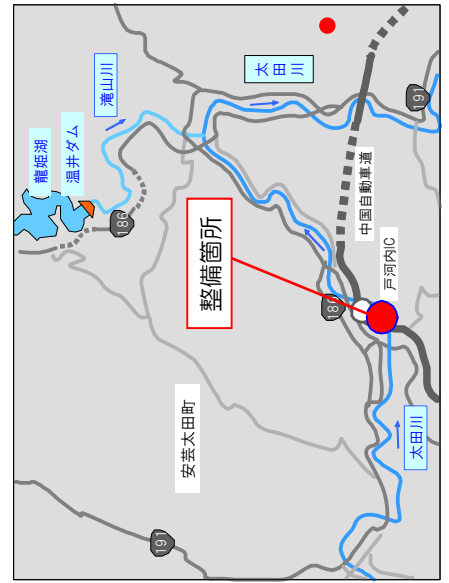 龍姫湖
温井ダム
滝山川
太田川
191
186
整備箇所
中国自動車道
戸河内IC
安芸太田町
太田川
191